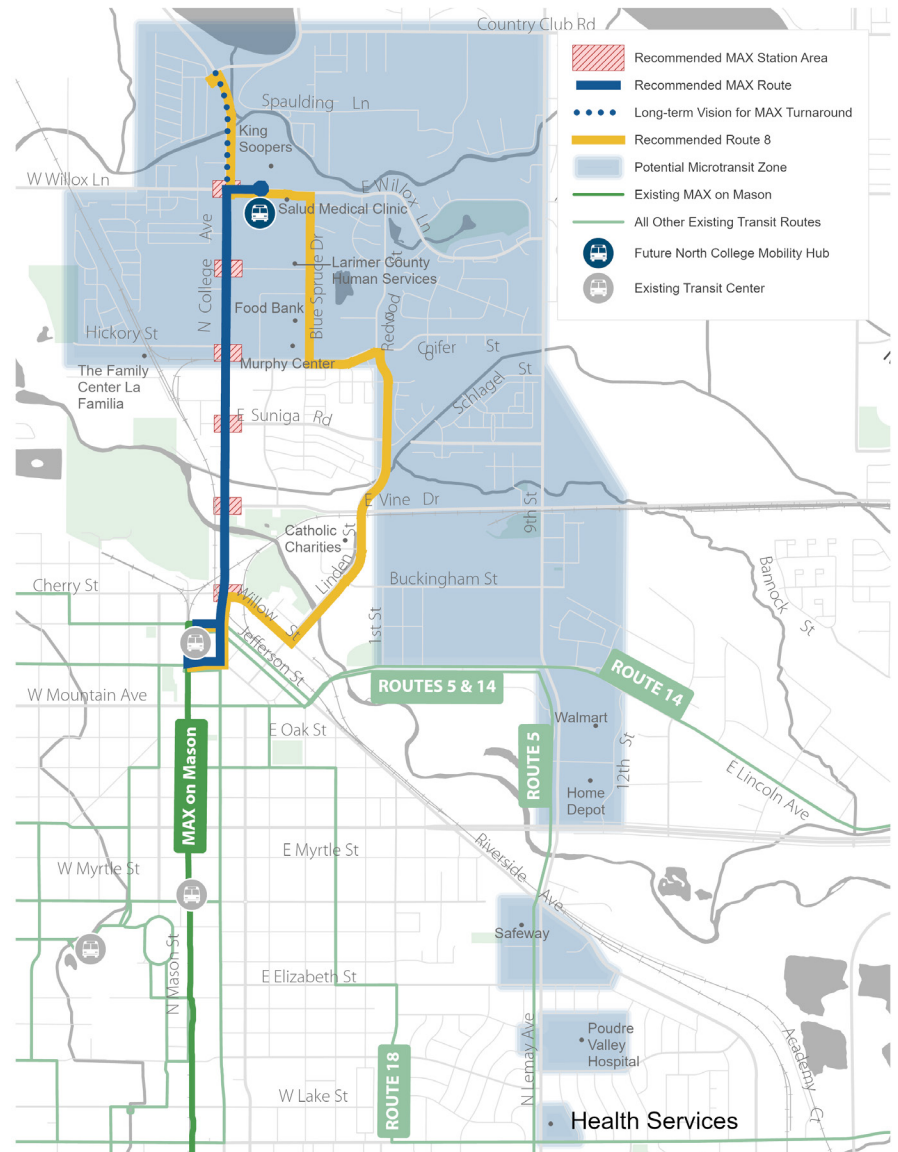 Country Club Rd
Recommended MAX Station Area
Recommended MAX Route
Long-term Vision for MAX Turnaround
Recommended Route 8
Potential Microtransit Zone
Existing MAX on Mason
All Other Existing Transit Routes
Future North College Mobility Hub
Existing Transit Center
Spaulding Ln
King
Soopers
W Willox Ln
E Willox Ln
Salud Medical Clinic
N College Ave
Blue Spruce Dr
Larimer County
Human Services
Redwood St
Food Bank
Hickory St
Conifer St
Murphy Center
The Family
Center La
Familia
Schlagel St
E Suniga Rd
E Vine Dr
9th St
Catholic
Charities
Linden St
Buckingham St
Cherry St
Willow St
1st St
Jefferson St
Bannock St
ROUTES 5 & 14
ROUTE 14
W Mountain Ave
E Oak St
Walmart
12th St
ROUTE 5
MAX on Mason
Home
Depot
E Lincoln Ave
E Myrtle St
W Myrtle St
Riverside Ave
Safeway
N Mason St
E Elizabeth St
Poudre
Valley
Hospital
N Lemay Ave
Academy Ct
ROUTE 18
W Lake St
Health Services